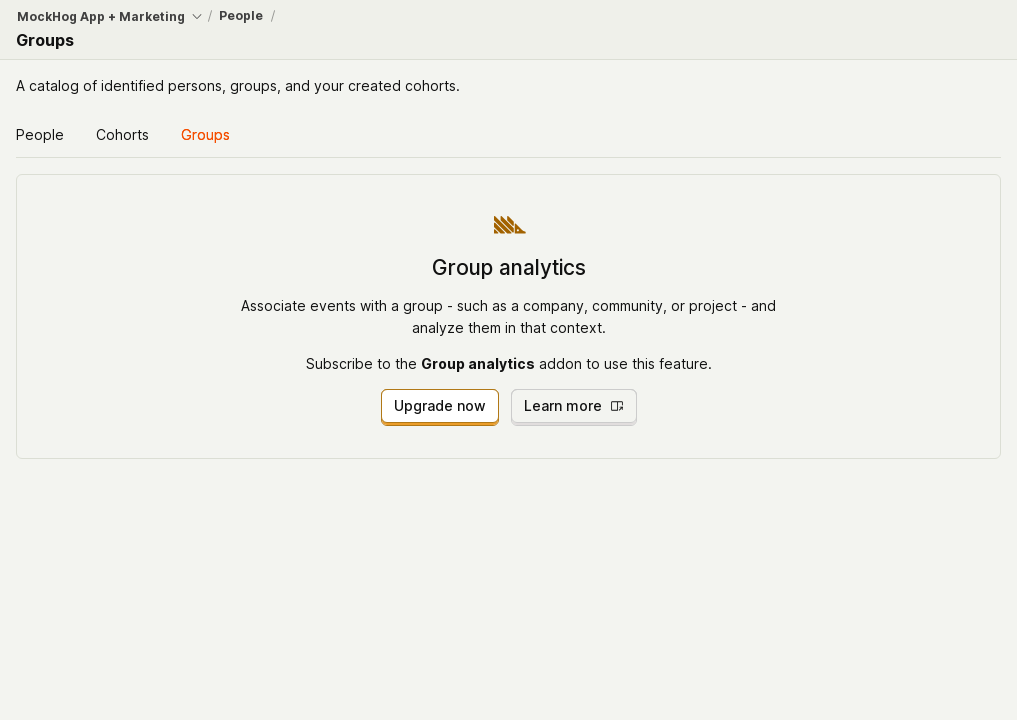 MockHog App + Marketing / People /
Groups
A catalog of identified persons, groups, and your created cohorts.
People Cohorts Groups
Group analytics
Associate events with a group - such as a company, community, or project - and
analyze them in that context.
Subscribe to the Group analytics addon to use this feature.
Upgrade now Learn more